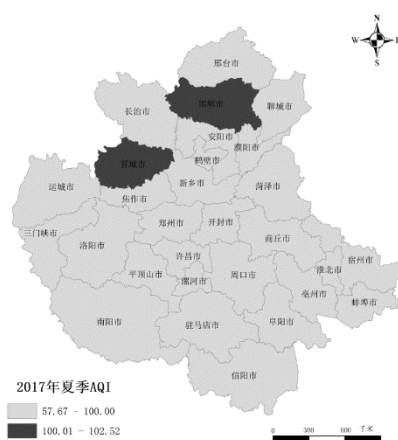 N
W
E
S
邢台市
邯郸市
聊城市
长治市
安阳市
濮阳市
鹤壁市
晋城市
运城市
焦作市
新乡市
菏泽市
三门峡市
洛阳市
郑州市
开封市
商丘市
宿州市
许昌市
淮北市
平顶山市
漯河市
周口市
亳州市
蚌埠市
南阳市
驻马店市
阜阳市
信阳市
2017年夏季AQI
57.67 - 100.00
100.01 - 102.52
0 300 600 千米